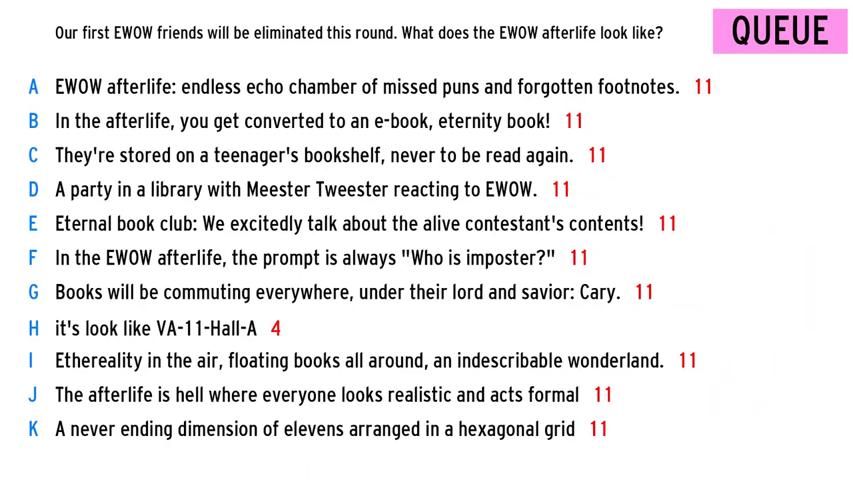 Our first EWOW friends will be eliminated this round. What does the EWOW afterlife look like?
QUEUE
A EWOW afterlife: endless echo chamber of missed puns and forgotten footnotes. 11
B In the afterlife, you get converted to an e-book, eternity book! 11
C They're stored on a teenager's bookshelf, never to be read again. 11
D A party in a library with Meester Tweester reacting to EWOW. 11
E Eternal book club: We excitedly talk about the alive contestant's contents! 11
F In the EWOW afterlife, the prompt is always "Who is imposter?" 11
G Books will be commuting everywhere, under their lord and savior: Cary. 11
H it's look like VA-11-Hall-A 4
I Ethereality in the air, floating books all around, an indescribable wonderland. 11
J The afterlife is hell where everyone looks realistic and acts formal 11
K A never ending dimension of elevens arranged in a hexagonal grid 11